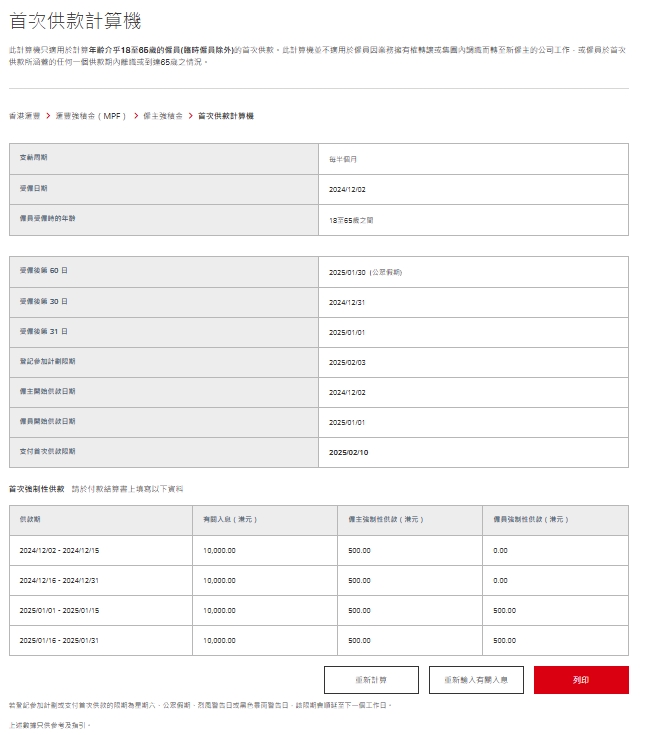 首次供款計算機
此計算機只適用於計算年齡介乎18至65歲的僱員(臨時僱員除外)的首次供款。此計算機並不適用於僱員因業務擁有權轉讓或集團內調職而轉至新僱主的公司工作，或僱員於首次
供款所涵蓋的任何一個供款期內離職或到達65歲之情況。
香港滙豐 > 滙豐強積金 ( MPF ) > 僱主強積金 > 首次供款計算機
支薪周期 每半個月
受僱日期 2024/12/02
僱員受僱時的年齡 18至65歲之間
受僱後第 60 日 2025/01/30 (公眾假期)
受僱後第 30 日 2024/12/31
受僱後第 31 日 2025/01/01
登記參加計劃限期 2025/02/03
僱主開始供款日期 2024/12/02
僱員開始供款日期 2025/01/01
支付首次供款限期 2025/02/10
首次強制性供款 請於付款結算書上填寫以下資料
供款期 有關入息 ( 港元 ) 僱主強制性供款 ( 港元 ) 僱員強制性供款 ( 港元 )
2024/12/02 - 2024/12/15 10,000.00 500.00 0.00
2024/12/16 - 2024/12/31 10,000.00 500.00 0.00
2025/01/01 - 2025/01/15 10,000.00 500.00 500.00
2025/01/16 - 2025/01/31 10,000.00 500.00 500.00
重新計算 重新輸入有關入息 列印
若登記參加計劃或支付首次供款的限期為星期六、公眾假期、烈風警告日或黑色暴雨警告日，該限期會順延至下一個工作日。
上述數據只供參考及指引。